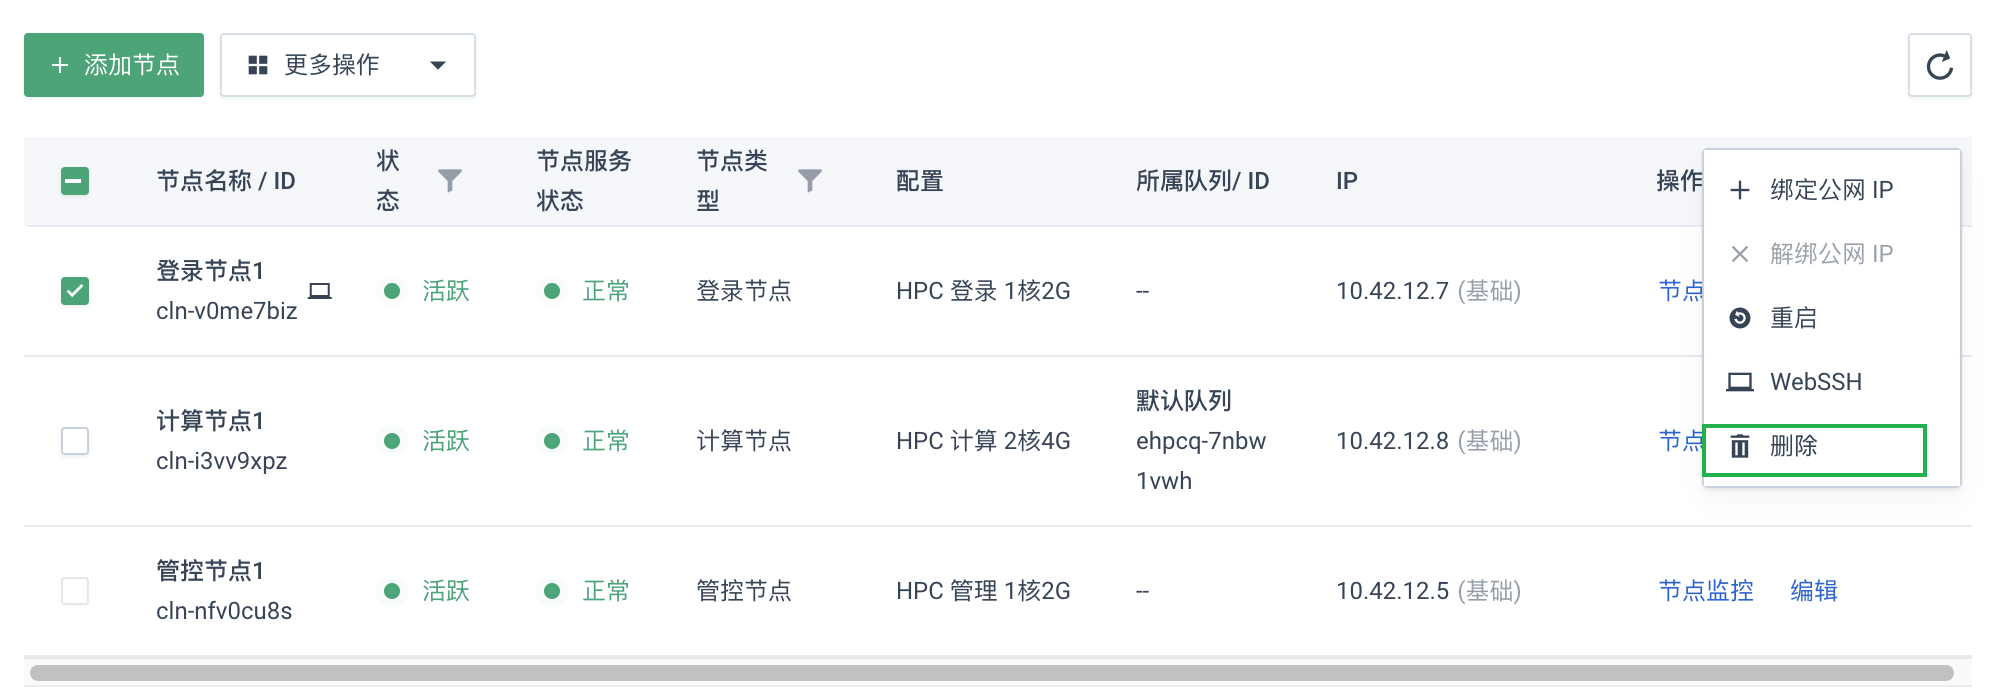 添加节点
更多操作
节点名称 / ID
状态
节点服务状态
节点类型
配置
所属队列/ ID
IP
操作
登录节点1
cln-v0me7biz
活跃
正常
登录节点
HPC 登录 1核2G
--
10.42.12.7 (基础)
节点
计算节点1
cln-i3vv9xpz
活跃
正常
计算节点
HPC 计算 2核4G
默认队列
ehpcq-7nbw
1vwh
10.42.12.8 (基础)
节点
管控节点1
cln-nfv0cu8s
活跃
正常
管控节点
HPC 管理 1核2G
--
10.42.12.5 (基础)
节点监控 编辑
绑定公网 IP
解绑公网 IP
重启
WebSSH
删除